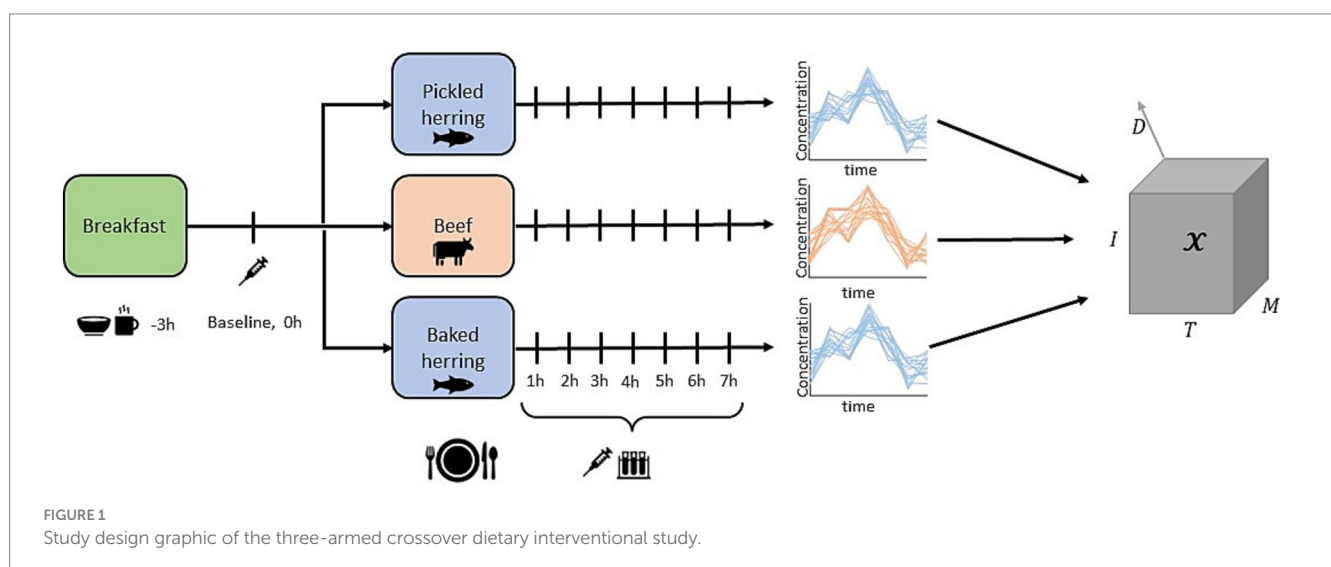 Breakfast
-3h
Baseline, 0h
Pickled
herring
Beef
Baked
herring
1h 2h 3h 4h 5h 6h 7h
Concentration
time
Concentration
time
Concentration
time
D
I
X
T
M
FIGURE 1
Study design graphic of the three-armed crossover dietary interventional study.